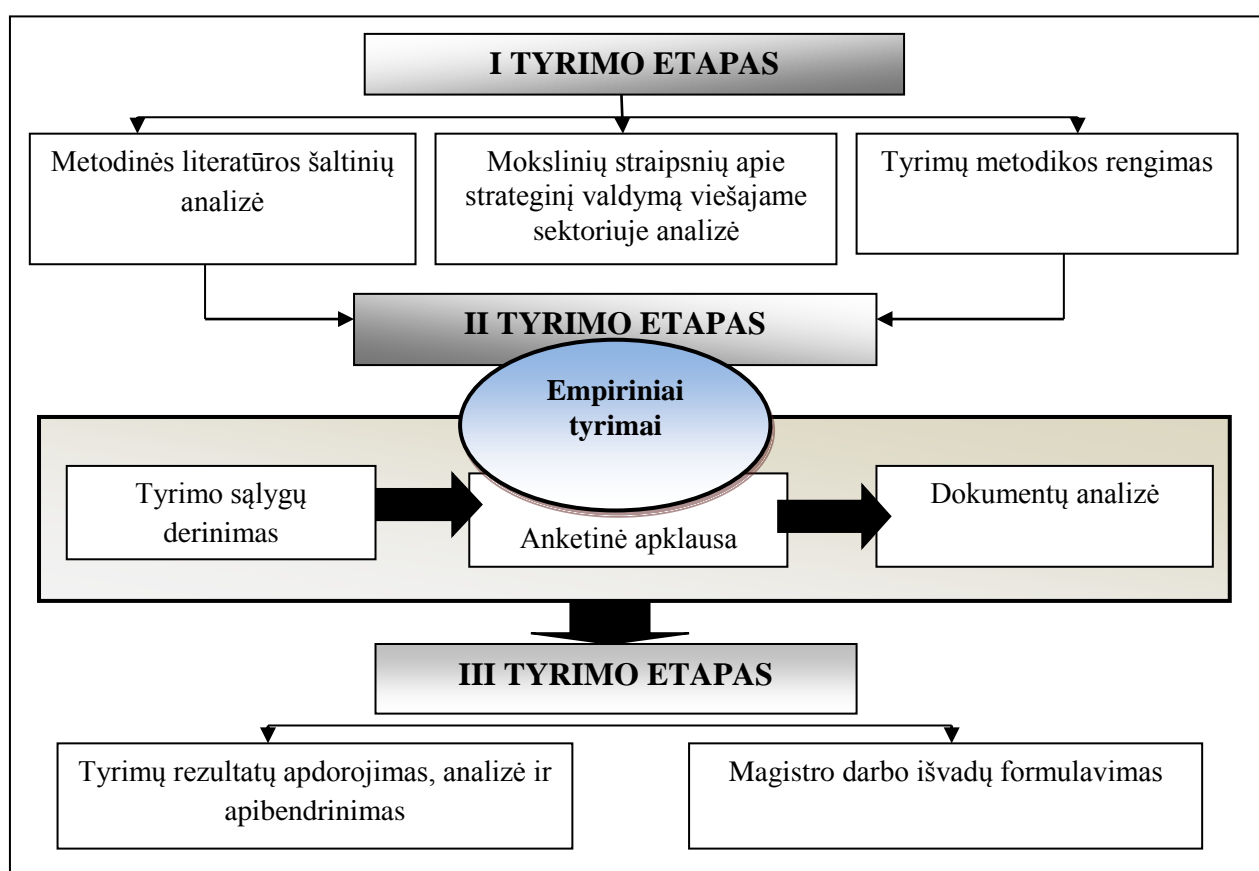 I TYRIMO ETAPAS
Metodinės literatūros šaltinių
analizė
Mokslinių straipsnių apie
strateginį valdymą viešajame
sektoriuje analizė
Tyrimų metodikos rengimas
II TYRIMO ETAPAS
Empiriniai
tyrimai
Tyrimo sąlygų
derinimas
Anketinė apklausa
Dokumentų analizė
III TYRIMO ETAPAS
Tyrimų rezultatų apdorojimas, analizė ir
apibendrinimas
Magistro darbo išvadų formulavimas